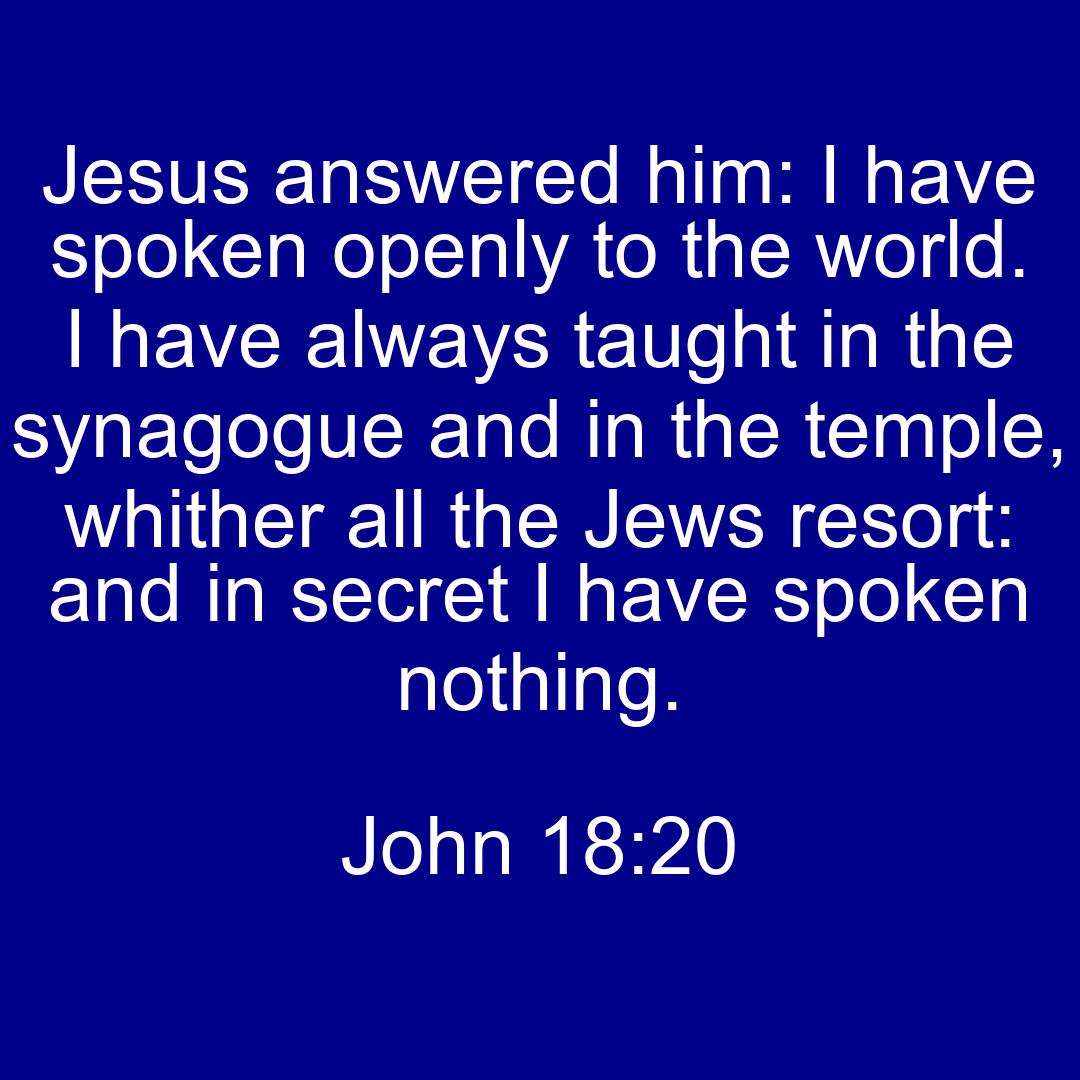 Jesus answered him: I have
spoken openly to the world.
I have always taught in the
synagogue and in the temple,
whither all the Jews resort:
and in secret I have spoken
nothing.
John 18:20